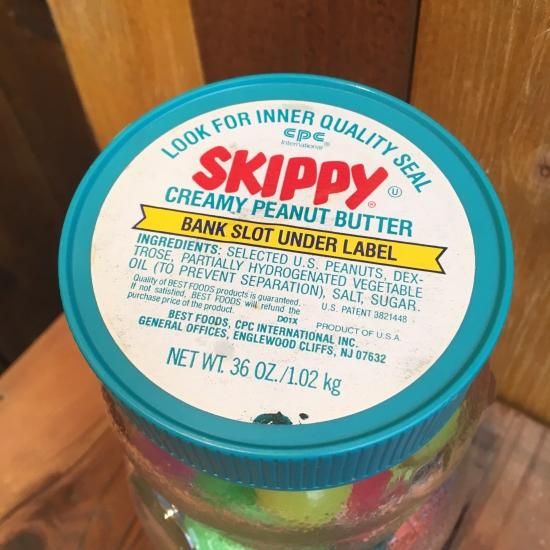 LOOK FOR INNER QUALITY SEAL
CPC
International®
SKIPPY® Ⓤ
CREAMY PEANUT BUTTER
BANK SLOT UNDER LABEL
INGREDIENTS: SELECTED U.S. PEANUTS, DEX-
TROSE, PARTIALLY HYDROGENATED VEGETABLE
OIL (TO PREVENT SEPARATION), SALT, SUGAR.
Quality of BEST FOODS products is guaranteed. U.S. PATENT 3821448
If not satisfied, BEST FOODS will refund the
purchase price of the product. D01X PRODUCT OF U.S.A.
BEST FOODS, CPC INTERNATIONAL INC.
GENERAL OFFICES, ENGLEWOOD CLIFFS, NJ 07632
NET WT. 36 OZ./1.02 kg